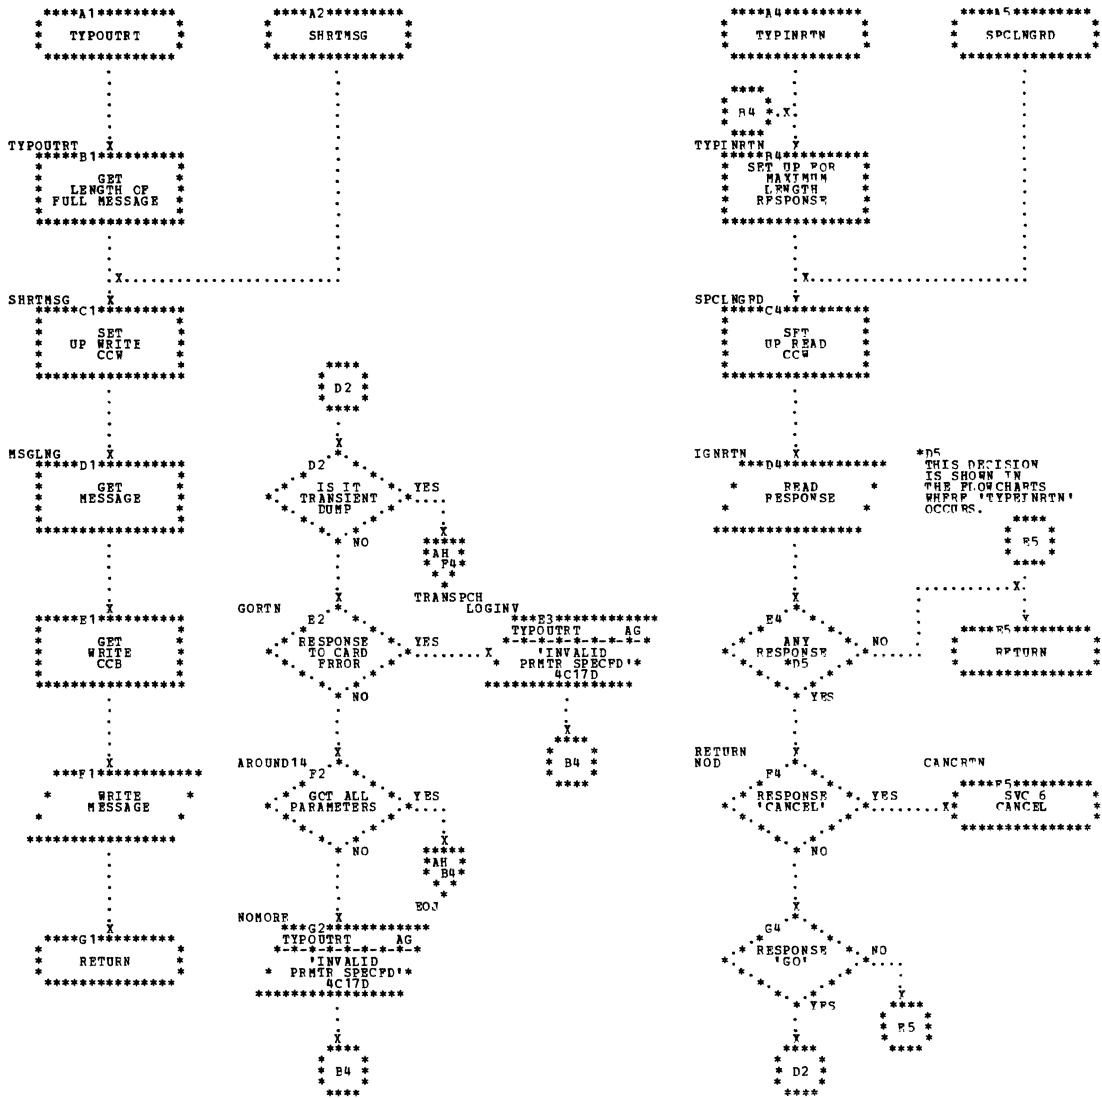 A1
TYPOUTRT
A2
SHRTMSG
A4
TYPINRTN
A5
SPCLNGRD
B4
TYPOUTRT
B1
GET
LENGTH OF
FULL MESSAGE
TYPINRTN
B4
SET UP FOR
MAXIMUM
LENGTH
RESPONSE
SHRTMSG
C1
SET
UP WRITE
CCW
SPCLNGRD
C4
SET
UP READ
CCW
D2
MSGLNG
D1
GET
MESSAGE
D2
IS IT
TRANSIENT
DUMP
YES
NO
AH
F4
TRANSPCH
IGNRTN
D4
READ
RESPONSE
*D5
THIS DECISION
IS SHOWN IN
THE FLOWCHARTS
WHERE 'TYPEINRTN'
OCCURS.
E5
E1
GET
WRITE
CCB
GORTN
E2
RESPONSE
TO CARD
ERROR
YES
NO
LOGINV
E3
TYPOUTRT AG
'INVALID
PRMTR SPECFD'
4C17D
B4
E4
ANY
RESPONSE
*D5
NO
YES
E5
RETURN
F1
WRITE
MESSAGE
AROUND14
F2
GOT ALL
PARAMETERS
YES
NO
AH
B4
EOJ
RETURN
NOD
F4
RESPONSE
'CANCEL'
YES
NO
CANCRTN
F5
SVC 6
CANCEL
G1
RETURN
NOMORE
G2
TYPOUTRT AG
'INVALID
PRMTR SPECFD'
4C17D
B4
G4
RESPONSE
'GO'
NO
YES
E5
D2